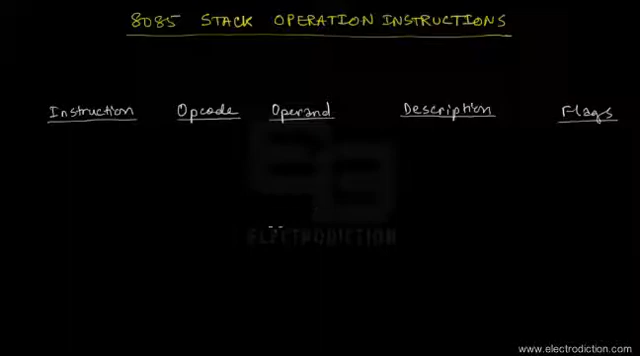 8085 STACK OPERATION INSTRUCTIONS
Instruction Opcode Operand Description Flags
ELECTRODICTION
www.electrodiction.com